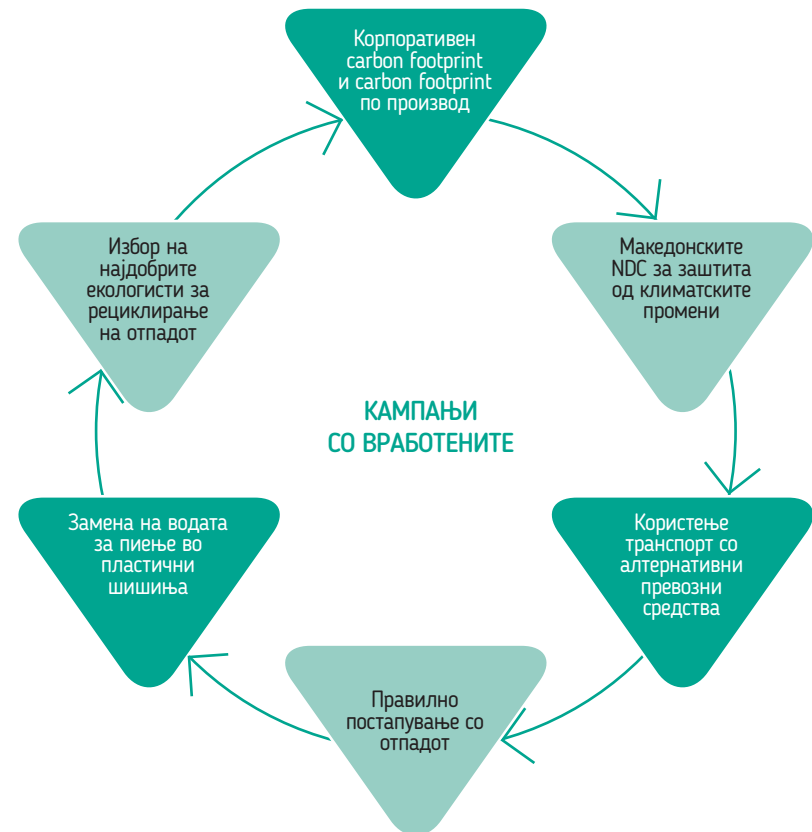 Корпоративен
carbon footprint
и carbon footprint
по производ
Македонските
NDC за заштита
од климатските
промени
Користење
транспорт со
алтернативни
превозни
средства
Правилно
постапување со
отпадот
Замена на водата
за пиење во
пластични
шишиња
Избор на
најдобрите
екологисти за
рециклирање
на отпадот
КАМПАЊИ
СО ВРАБОТЕНИТЕ